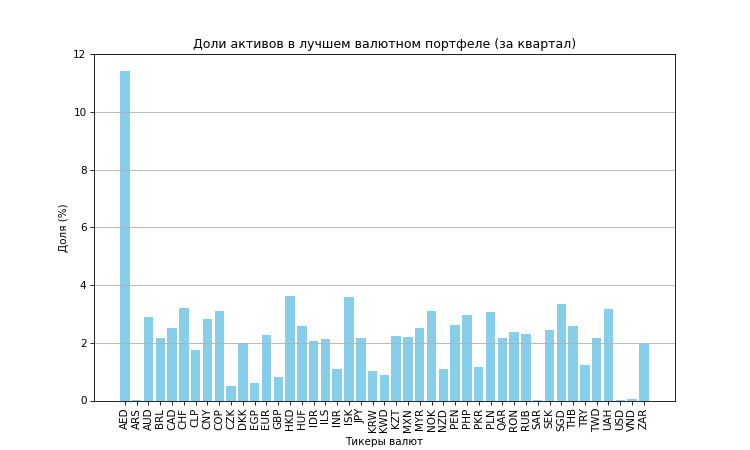 Доли активов в лучшем валютном портфеле (за квартал)
12
10
8
6
4
2
0
Доля (%)
AED ARS AUD BRL CAD CHF CLP CNY COP CZK DKK EGP EUR GBP HKD HUF IDR ILS INR ISK JPY KRW KWD KZT MXN MYR NOK NZD PEN PHP PKR PLN QAR RON RUB SAR SEK SGD THB TRY TWD UAH USD VND ZAR
Тикеры валют